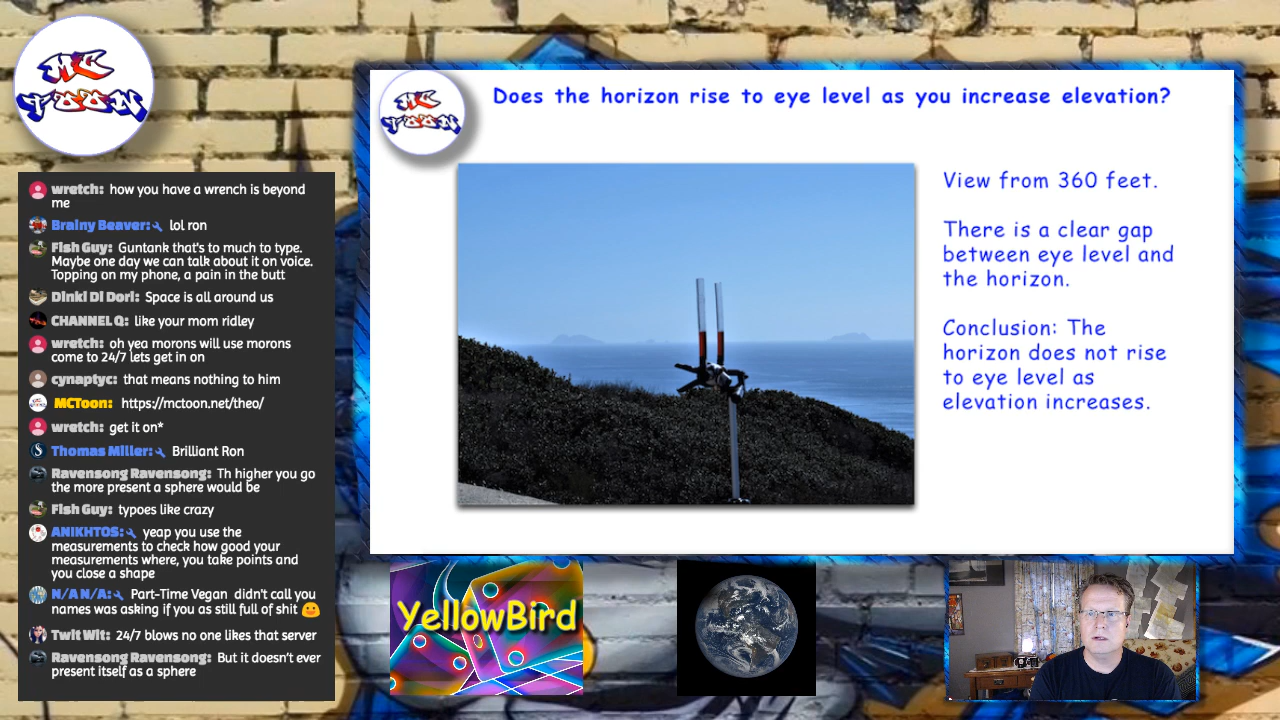 MC
TOON
wretch: how you have a wrench is beyond
me
Brainy Beaver: lol ron
Fish Guy: Guntank that's to much to type.
Maybe one day we can talk about it on voice.
Topping on my phone, a pain in the butt
Dinki Di Dori: Space is all around us
CHANNEL Q: like your mom ridley
wretch: oh yea morons will use morons
come to 24/7 lets get in on
cynaptyc: that means nothing to him
MCToon: https://mctoon.net/theo/
wretch: get it on*
Thomas Miller: Brilliant Ron
Ravensong Ravensong: Th higher you go
the more present a sphere would be
Fish Guy: typoes like crazy
ANIKHTOS: yeap you use the
measurements to check how good your
measurements where, you take points and
you close a shape
N/A N/A: Part-Time Vegan didn't call you
names was asking if you as still full of shit
Twit Wit: 24/7 blows no one likes that server
Ravensong Ravensong: But it doesn't ever
present itself as a sphere
MC
TOON
Does the horizon rise to eye level as you increase elevation?
View from 360 feet.
There is a clear gap
between eye level and
the horizon.
Conclusion: The
horizon does not rise
to eye level as
elevation increases.
YellowBird